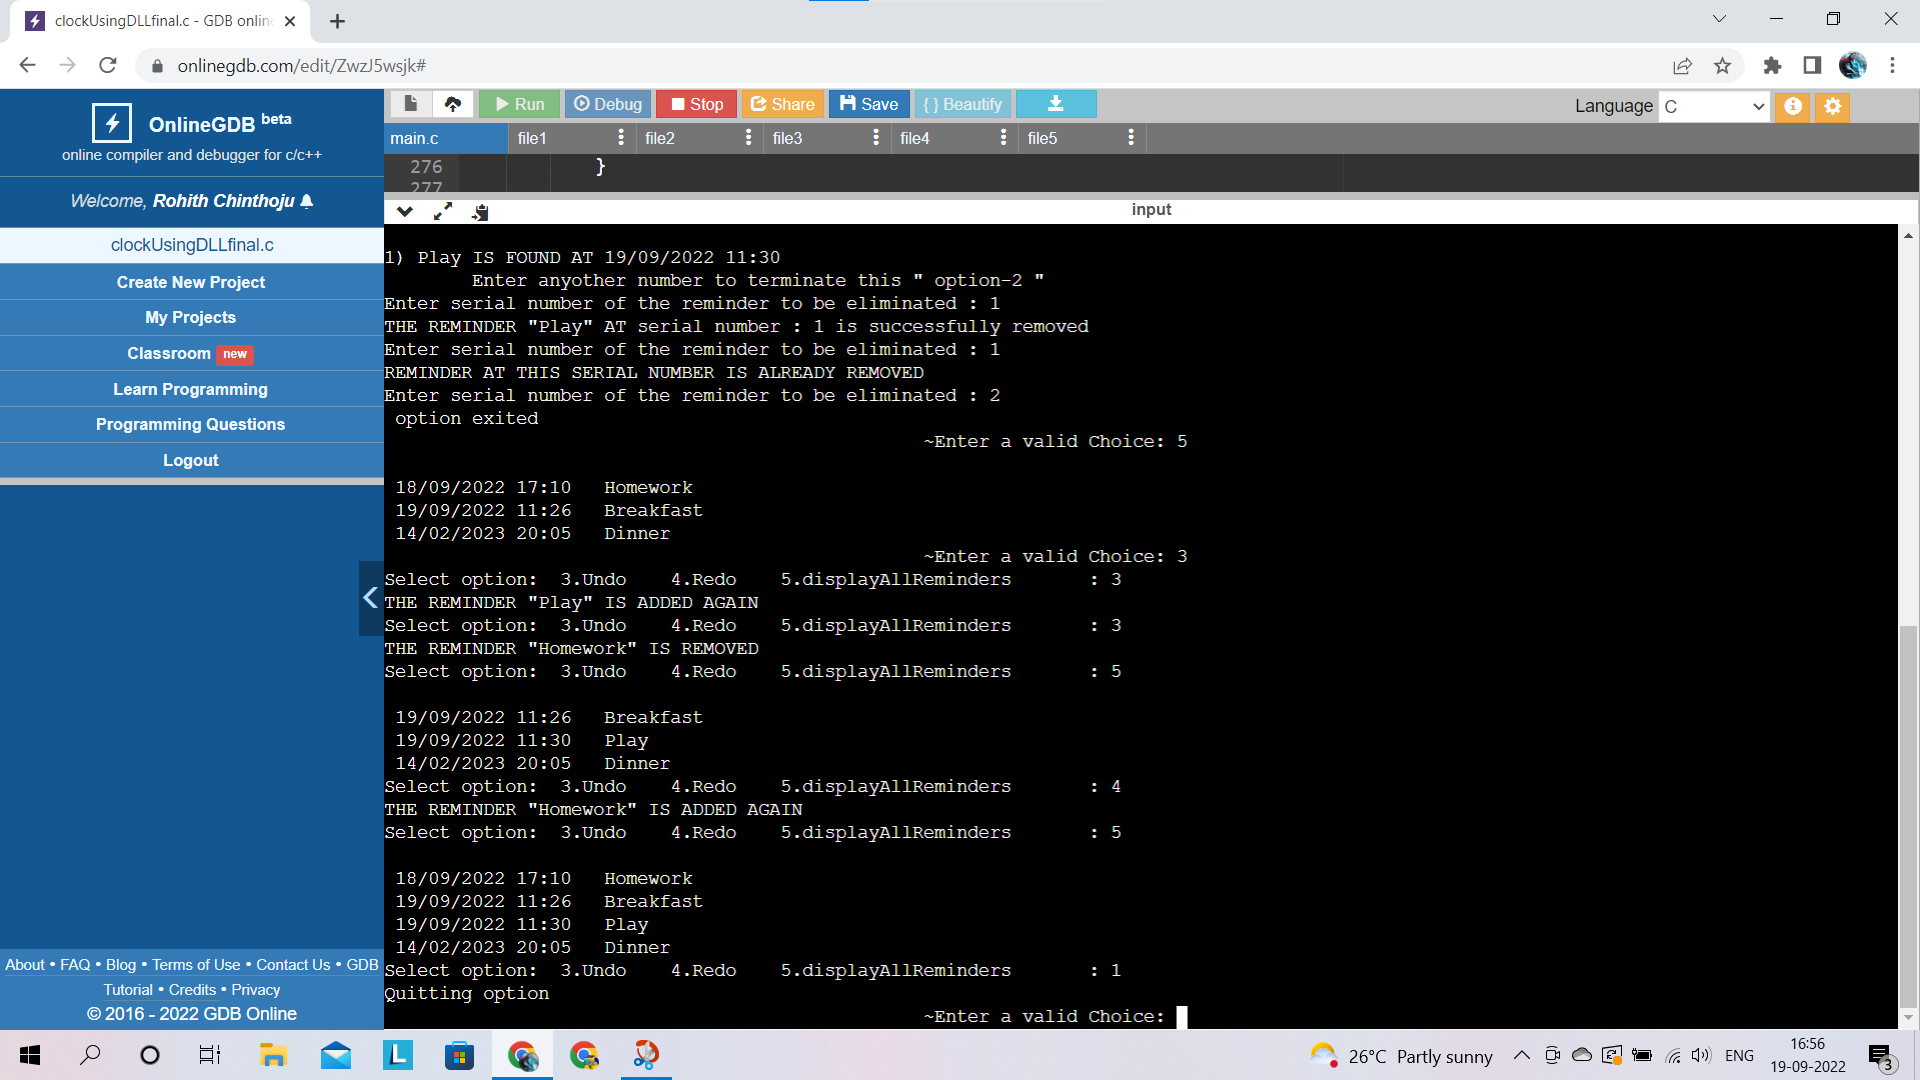 clockUsingDLLfinal.c - GDB onlin
onlinegdb.com/edit/ZwzJ5wsjk#
OnlineGDB beta
online compiler and debugger for c/c++
Welcome, Rohith Chinthoju
clockUsingDLLfinal.c
Create New Project
My Projects
Classroom new
Learn Programming
Programming Questions
Logout
About • FAQ • Blog • Terms of Use • Contact Us • GDB
Tutorial • Credits • Privacy
© 2016 - 2022 GDB Online
Run Debug Stop Share Save { } Beautify
Language C
main.c file1 file2 file3 file4 file5
276 }
277
input
1) Play IS FOUND AT 19/09/2022 11:30
Enter anyother number to terminate this " option-2 "
Enter serial number of the reminder to be eliminated : 1
THE REMINDER "Play" AT serial number : 1 is successfully removed
Enter serial number of the reminder to be eliminated : 1
REMINDER AT THIS SERIAL NUMBER IS ALREADY REMOVED
Enter serial number of the reminder to be eliminated : 2
option exited
~Enter a valid Choice: 5
18/09/2022 17:10 Homework
19/09/2022 11:26 Breakfast
14/02/2023 20:05 Dinner
~Enter a valid Choice: 3
Select option: 3.Undo 4.Redo 5.displayAllReminders : 3
THE REMINDER "Play" IS ADDED AGAIN
Select option: 3.Undo 4.Redo 5.displayAllReminders : 3
THE REMINDER "Homework" IS REMOVED
Select option: 3.Undo 4.Redo 5.displayAllReminders : 5
19/09/2022 11:26 Breakfast
19/09/2022 11:30 Play
14/02/2023 20:05 Dinner
Select option: 3.Undo 4.Redo 5.displayAllReminders : 4
THE REMINDER "Homework" IS ADDED AGAIN
Select option: 3.Undo 4.Redo 5.displayAllReminders : 5
18/09/2022 17:10 Homework
19/09/2022 11:26 Breakfast
19/09/2022 11:30 Play
14/02/2023 20:05 Dinner
Select option: 3.Undo 4.Redo 5.displayAllReminders : 1
Quitting option
~Enter a valid Choice:
L
26°C Partly sunny
ENG
16:56
19-09-2022
3